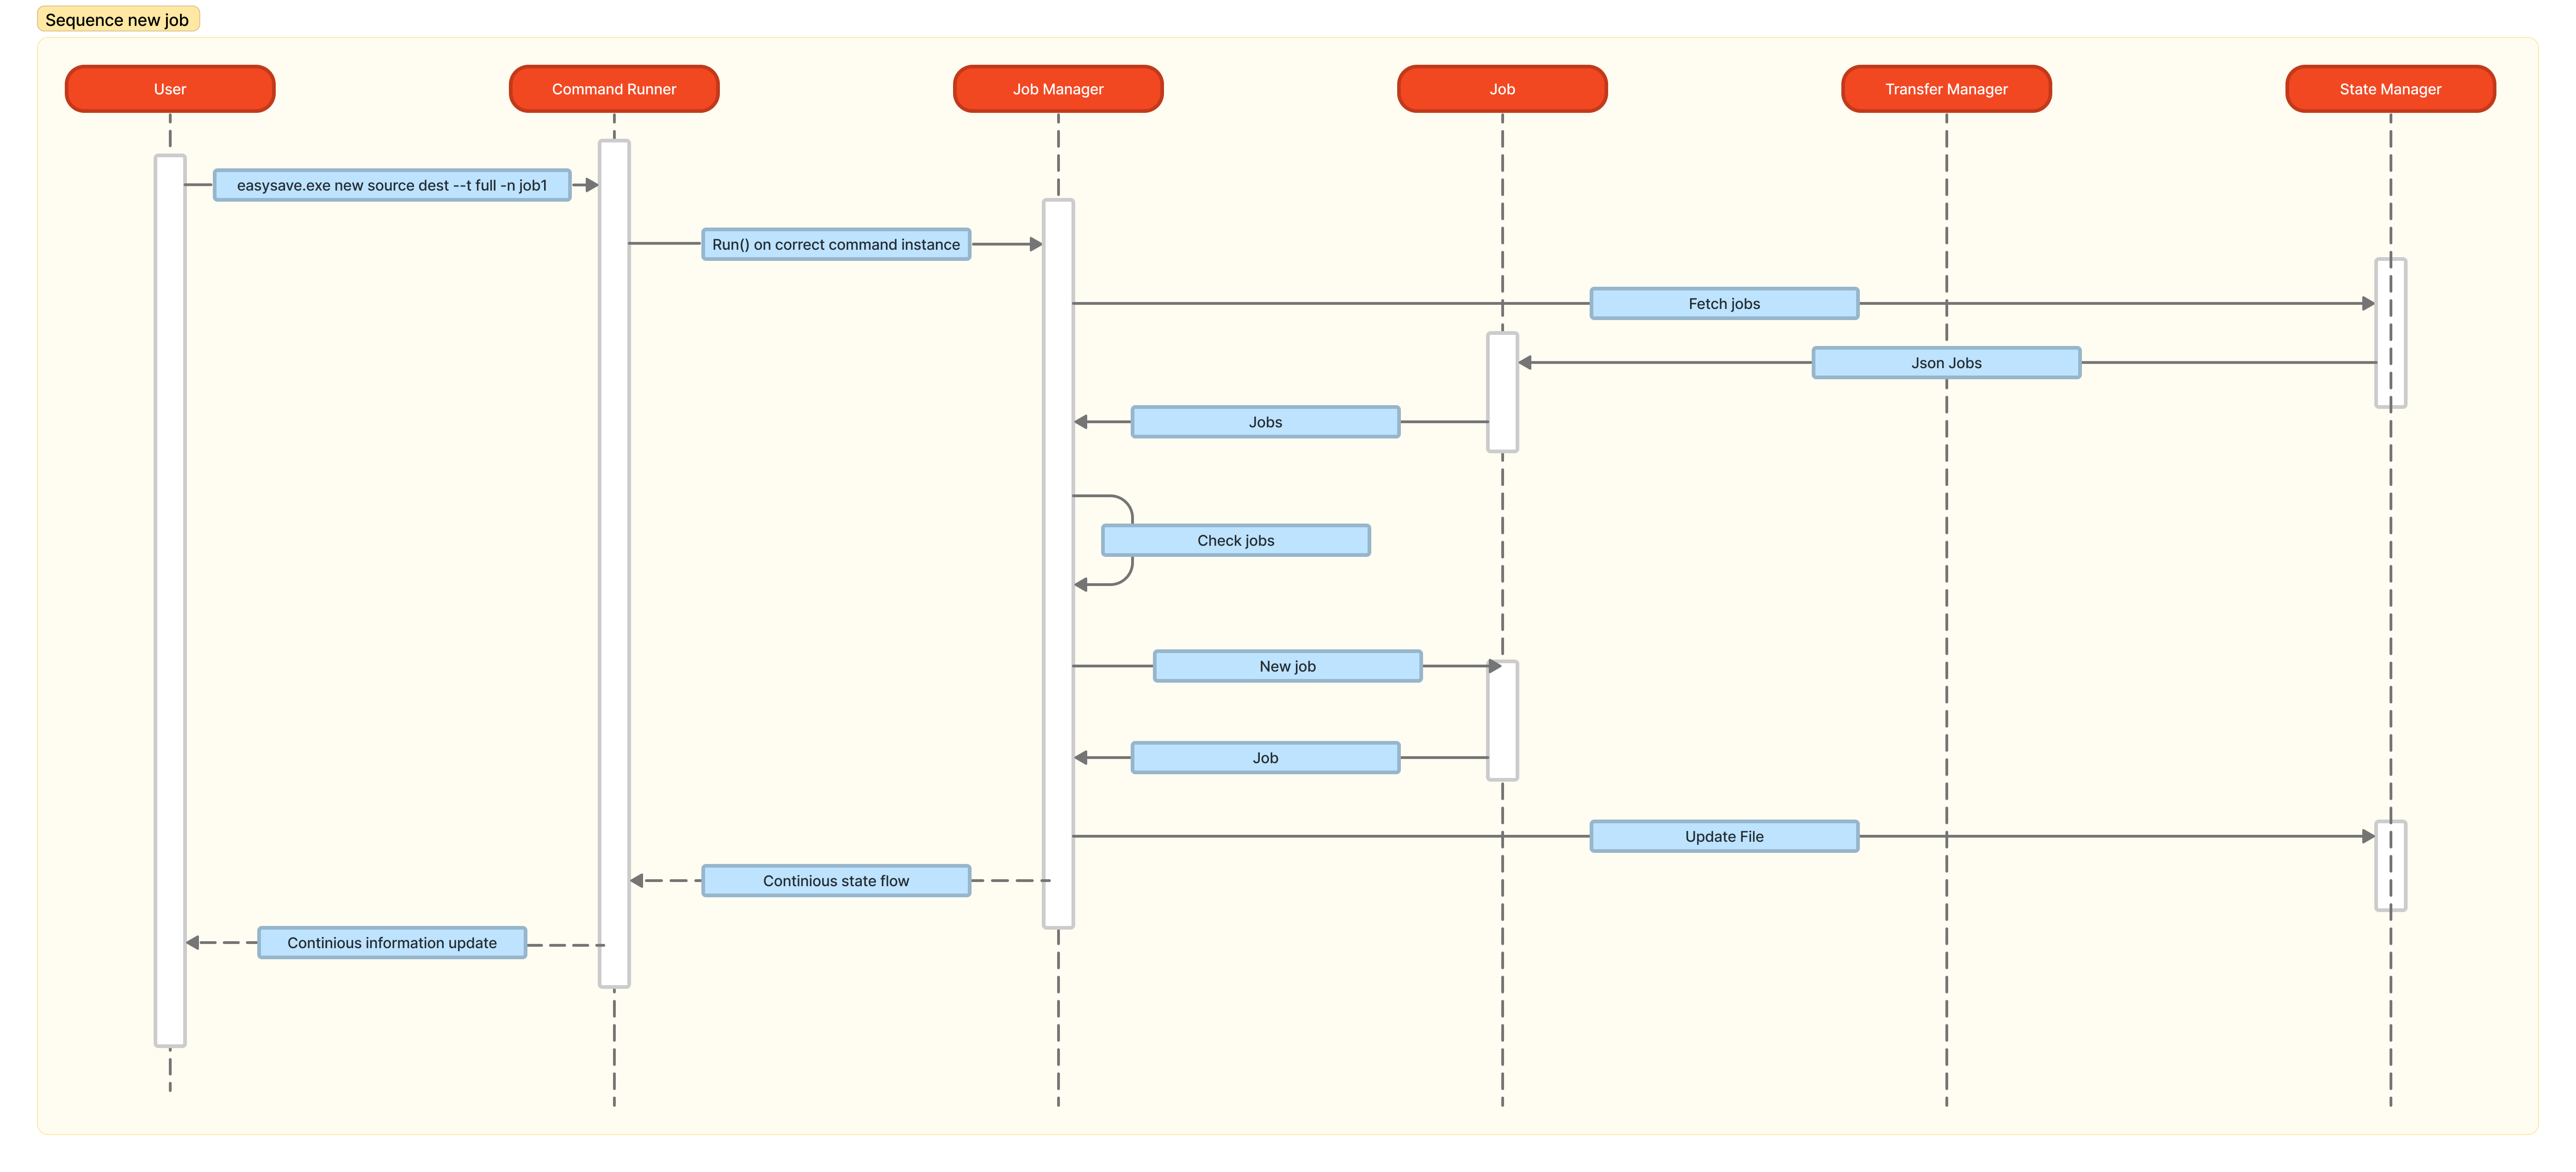 Sequence new job
User
Command Runner
Job Manager
Job
Transfer Manager
State Manager
easysave.exe new source dest --t full -n job1
Run() on correct command instance
Fetch jobs
Json Jobs
Jobs
Check jobs
New job
Job
Update File
Continious state flow
Continious information update